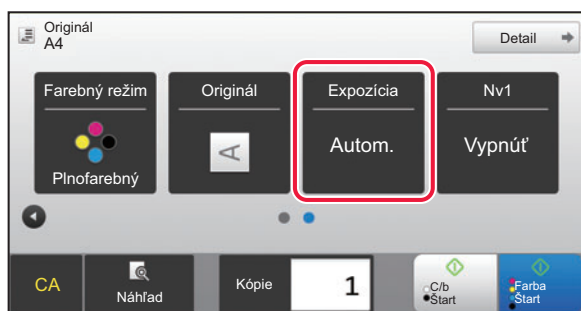 Originál
A4
Detail
Farebný režim
Plnofarebný
Originál
A
Expozícia
Autom.
Nv1
Vypnúť
CA
Náhľad
Kópie
1
C/b
Štart
Farba
Štart